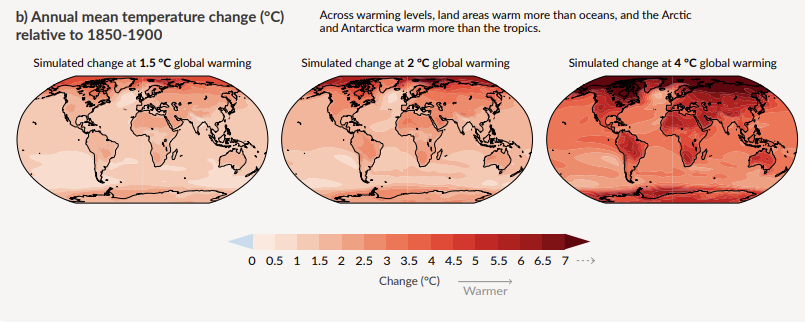 b) Annual mean temperature change (°C)
relative to 1850-1900
Across warming levels, land areas warm more than oceans, and the Arctic
and Antarctica warm more than the tropics.
Simulated change at 1.5 °C global warming
Simulated change at 2 °C global warming
Simulated change at 4 °C global warming
0 0.5 1 1.5 2 2.5 3 3.5 4 4.5 5 5.5 6 6.5 7
Change (°C)
Warmer